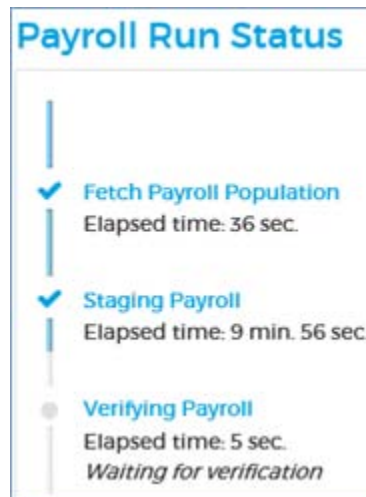 Payroll Run Status
Fetch Payroll Population
Elapsed time: 36 sec.
Staging Payroll
Elapsed time: 9 min. 56 sec
Verifying Payroll
Elapsed time: 5 sec.
Waiting for verification